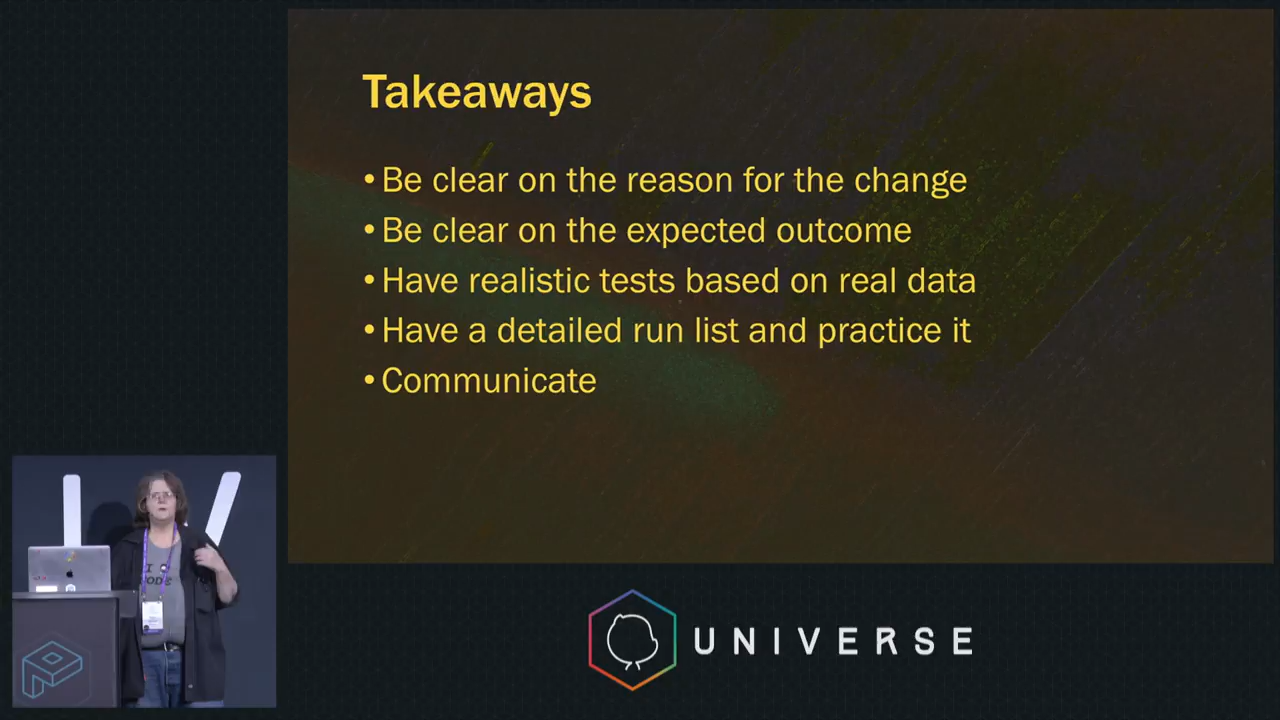 Takeaways
• Be clear on the reason for the change
• Be clear on the expected outcome
• Have realistic tests based on real data
• Have a detailed run list and practice it
• Communicate
UNIVERSE